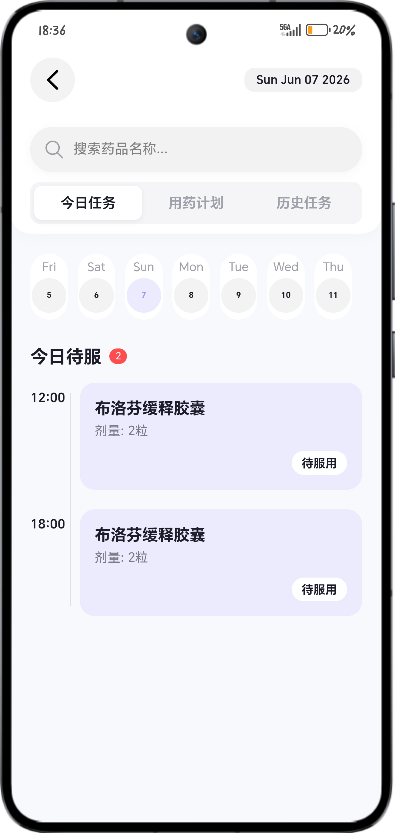 18:36
5GA 20%
Sun Jun 07 2026
搜索药品名称...
今日任务 用药计划 历史任务
Fri Sat Sun Mon Tue Wed Thu
5 6 7 8 9 10 11
今日待服 2
12:00
布洛芬缓释胶囊
剂量: 2粒
待服用
18:00
布洛芬缓释胶囊
剂量: 2粒
待服用